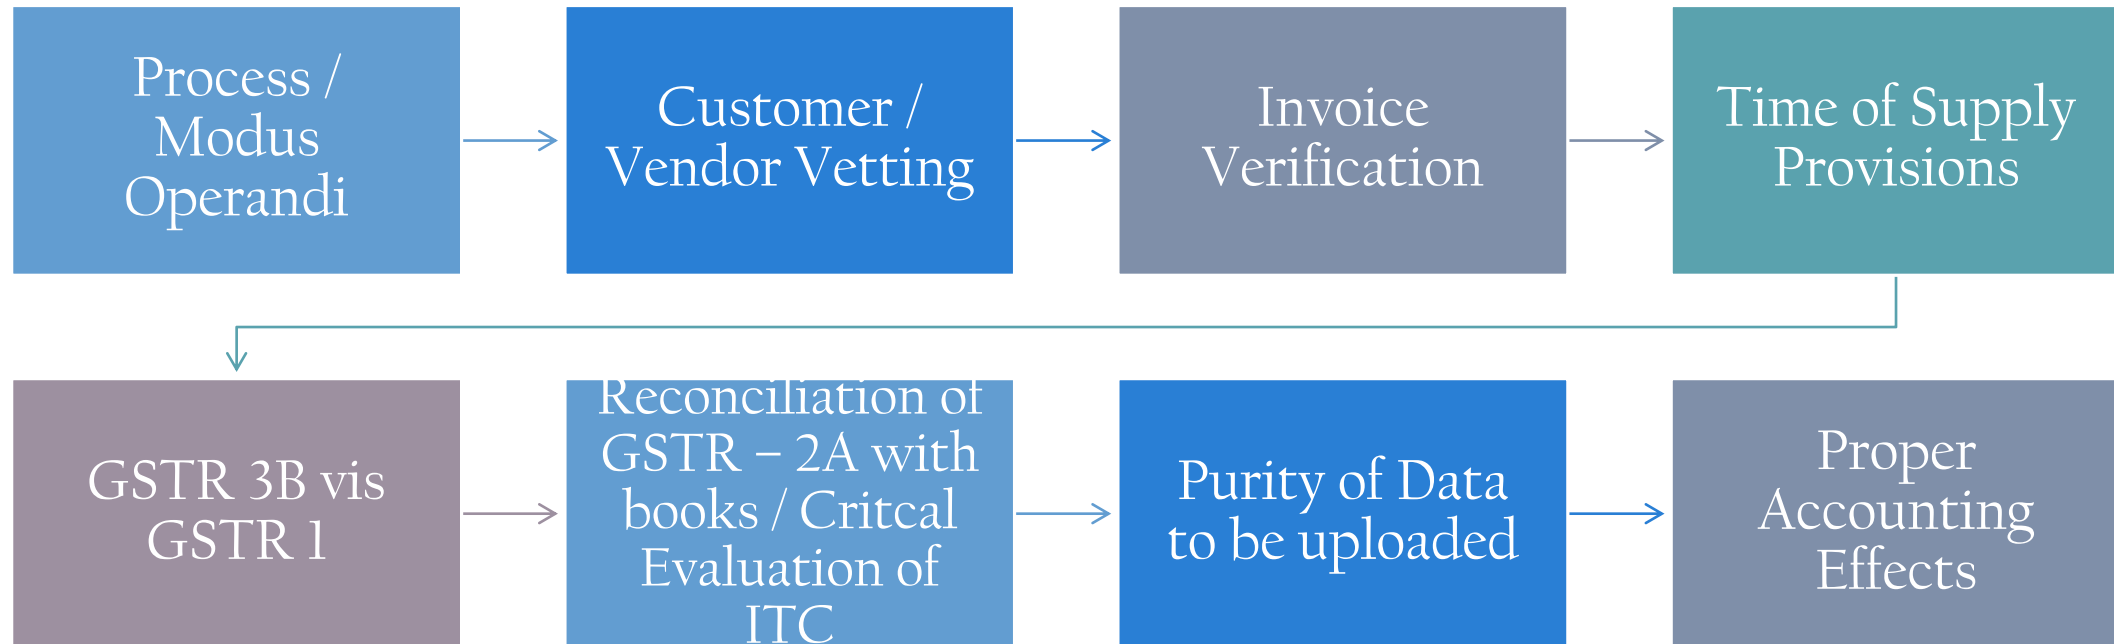 Process /
Modus
Operandi
Customer /
Vendor Vetting
Invoice
Verification
Time of Supply
Provisions
GSTR 3B vis
GSTR 1
Reconciliation of
GSTR – 2A with
books / Critcal
Evaluation of
ITC
Purity of Data
to be uploaded
Proper
Accounting
Effects